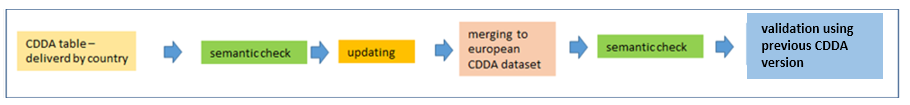 CDDA table –
deliverd by country
semantic check
updating
merging to
european
CDDA dataset
semantic check
validation using
previous CDDA
version